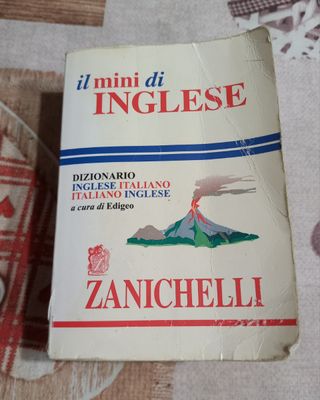 il mini di
INGLESE
DIZIONARIO
INGLESE ITALIANO
ITALIANO INGLESE
a cura di Edigeo
ZANICHELLI